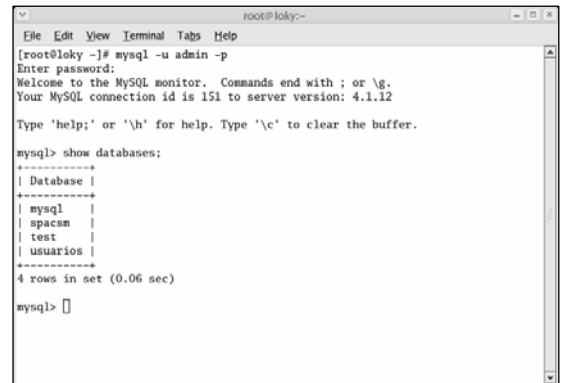 root@loky:~
File Edit View Terminal Tabs Help
[root@loky ~]# mysql -u admin -p
Enter password:
Welcome to the MySQL monitor.  Commands end with ; or \g.
Your MySQL connection id is 151 to server version: 4.1.12
Type 'help;' or '\h' for help. Type '\c' to clear the buffer.
mysql> show databases;
+----------+
| Database |
+----------+
| mysql    |
| spacsm   |
| test     |
| usuarios |
+----------+
4 rows in set (0.06 sec)
mysql>